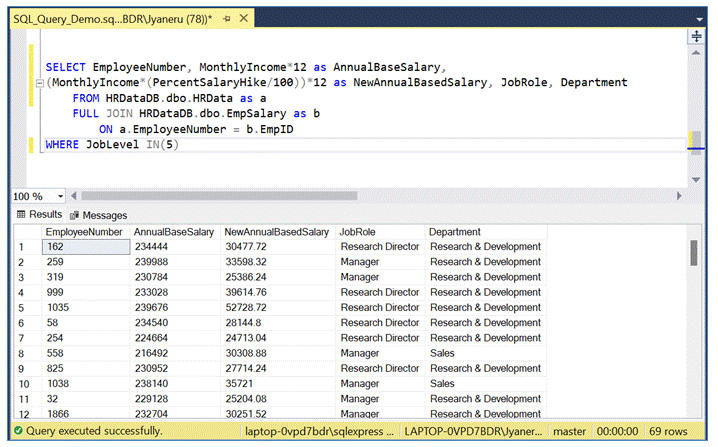 SQL_Query_Demo.sq...BDR\Jyaneru (78))*
SELECT EmployeeNumber, MonthlyIncome*12 as AnnualBaseSalary,
(MonthlyIncome*(PercentSalaryHike/100))*12 as NewAnnualBasedSalary, JobRole, Department
FROM HRDataDB.dbo.HRData as a
FULL JOIN HRDataDB.dbo.EmpSalary as b
ON a.EmployeeNumber = b.EmpID
WHERE JobLevel IN(5)
100 %
Results Messages
EmployeeNumber AnnualBaseSalary NewAnnualBasedSalary JobRole Department
1 162 234444 30477.72 Research Director Research & Development
2 259 239988 33598.32 Manager Research & Development
3 319 230784 25386.24 Manager Research & Development
4 999 233028 39614.76 Research Director Research & Development
5 1035 239676 52728.72 Research Director Research & Development
6 58 234540 28144.8 Research Director Research & Development
7 254 224664 24713.04 Research Director Research & Development
8 558 216492 30308.88 Manager Sales
9 825 230952 27714.24 Research Director Research & Development
10 1038 238140 35721 Manager Sales
11 32 229128 25204.08 Manager Research & Development
12 1866 232704 30251.52 Manager Research & Development
Query executed successfully. laptop-0vpd7bdr\sqlexpress ... LAPTOP-0VPD7BDR\Jyaner... master 00:00:00 69 rows